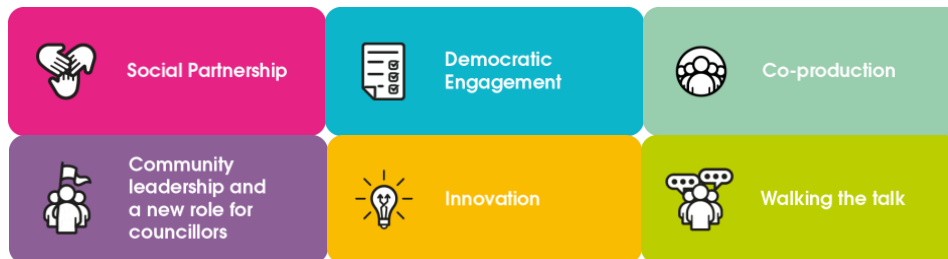 Social Partnership
Democratic
Engagement
Co-production
Community
leadership and
a new role for
councillors
Innovation
Walking the talk